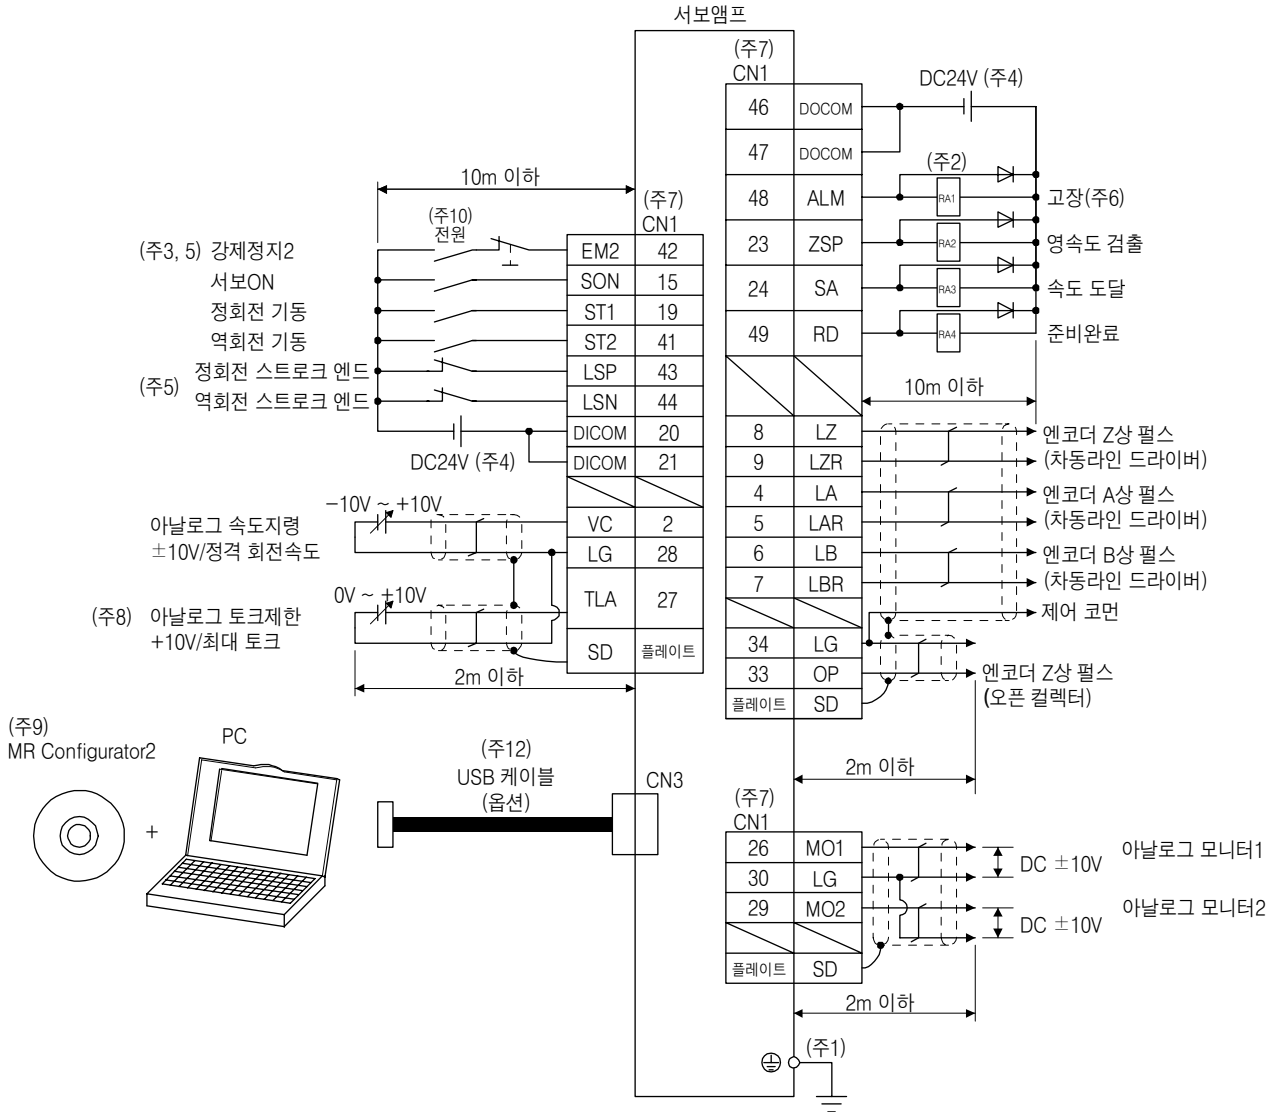 서보앰프
(주7)
CN1
DC24V (주4)
46 DOCOM
47 DOCOM
(주2)
48 ALM RA1 고장(주6)
23 ZSP RA2 영속도 검출
24 SA RA3 속도 도달
49 RD RA4 준비완료
10m 이하
8 LZ 엔코더 Z상 펄스
9 LZR (차동라인 드라이버)
4 LA 엔코더 A상 펄스
5 LAR (차동라인 드라이버)
6 LB 엔코더 B상 펄스
7 LBR (차동라인 드라이버)
제어 코먼
34 LG
33 OP 엔코더 Z상 펄스
(오픈 컬렉터)
플레이트 SD
2m 이하
10m 이하
(주7)
CN1
(주10)
전원
(주3, 5) 강제정지2 EM2 42
서보ON SON 15
정회전 기동 ST1 19
역회전 기동 ST2 41
(주5)
정회전 스트로크 엔드 LSP 43
역회전 스트로크 엔드 LSN 44
DICOM 20
DC24V (주4) DICOM 21
−10V ~ +10V
아날로그 속도지령 VC 2
±10V/정격 회전속도 LG 28
0V ~ +10V
(주8) 아날로그 토크제한 TLA 27
+10V/최대 토크
SD 플레이트
2m 이하
(주9)
MR Configurator2
+
PC
(주12)
USB 케이블
(옵션)
CN3
(주7)
CN1
26 MO1 아날로그 모니터1
DC ±10V
30 LG
29 MO2 아날로그 모니터2
DC ±10V
플레이트 SD
2m 이하
(주1)